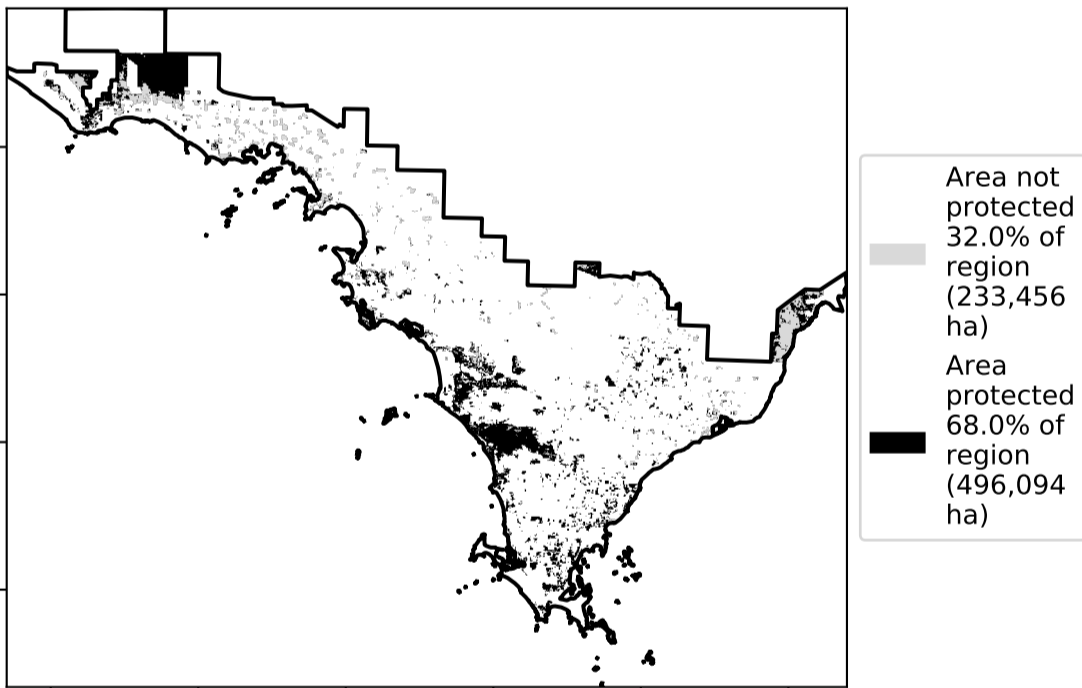 Area not
protected
32.0% of
region
(233,456
ha)
Area
protected
68.0% of
region
(496,094
ha)